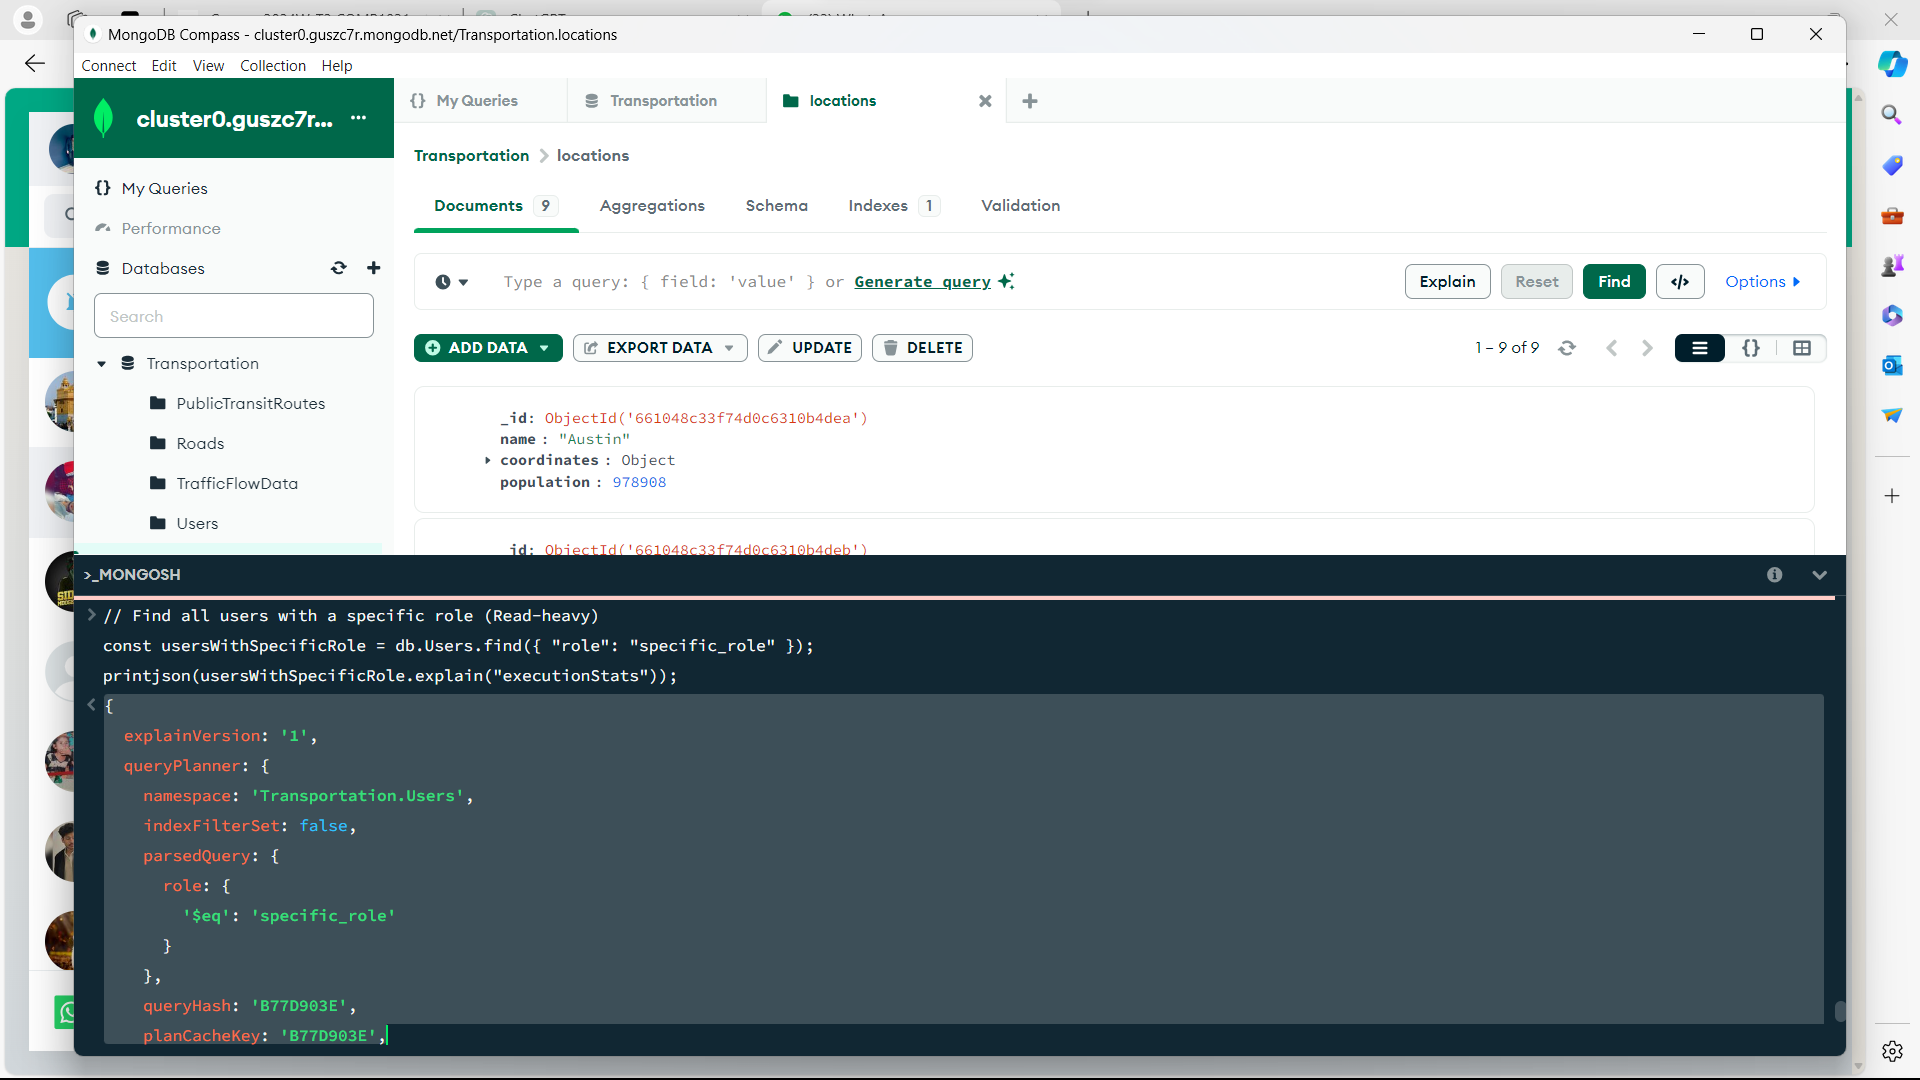 MongoDB Compass - cluster0.guszc7r.mongodb.net/Transportation.locations
Connect Edit View Collection Help
cluster0.guszc7r... ...
{} My Queries
Transportation
locations
Transportation > locations
My Queries
Performance
Databases
Search
Transportation
PublicTransitRoutes
Roads
TrafficFlowData
Users
Documents 9
Aggregations
Schema
Indexes 1
Validation
Type a query: { field: 'value' } or Generate query
Explain
Reset
Find
</>
Options
ADD DATA
EXPORT DATA
UPDATE
DELETE
1 – 9 of 9
{}
_id: ObjectId('661048c33f74d0c6310b4dea')
name : "Austin"
coordinates : Object
population : 978908
_id: ObjectId('661048c33f74d0c6310b4deb')
>_MONGOSH
> // Find all users with a specific role (Read-heavy)
const usersWithSpecificRole = db.Users.find({ "role": "specific_role" });
printjson(usersWithSpecificRole.explain("executionStats"));
< {
explainVersion: '1',
queryPlanner: {
namespace: 'Transportation.Users',
indexFilterSet: false,
parsedQuery: {
role: {
'$eq': 'specific_role'
}
},
queryHash: 'B77D903E',
planCacheKey: 'B77D903E',